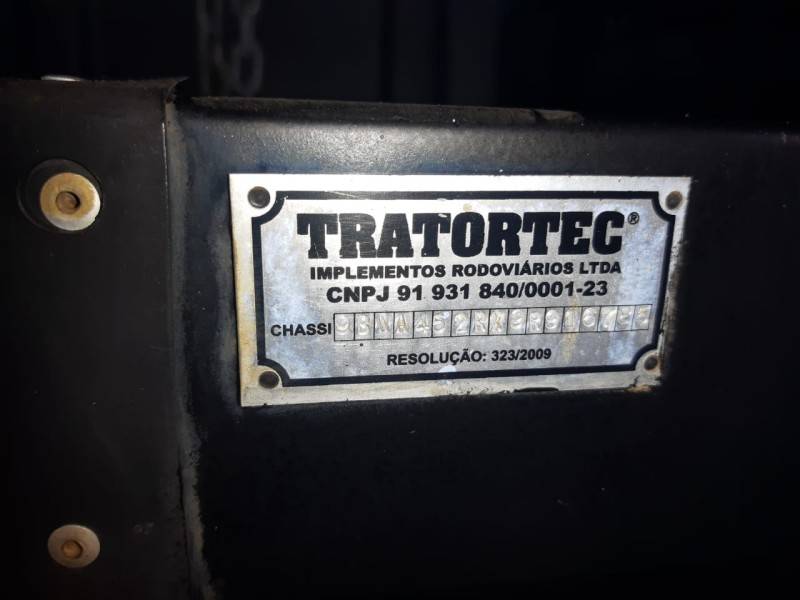 TRATORTEC®
IMPLEMENTOS RODOVIÁRIOS LTDA
CNPJ 91 931 840/0001-23
CHASSI
RESOLUÇÃO: 323/2009